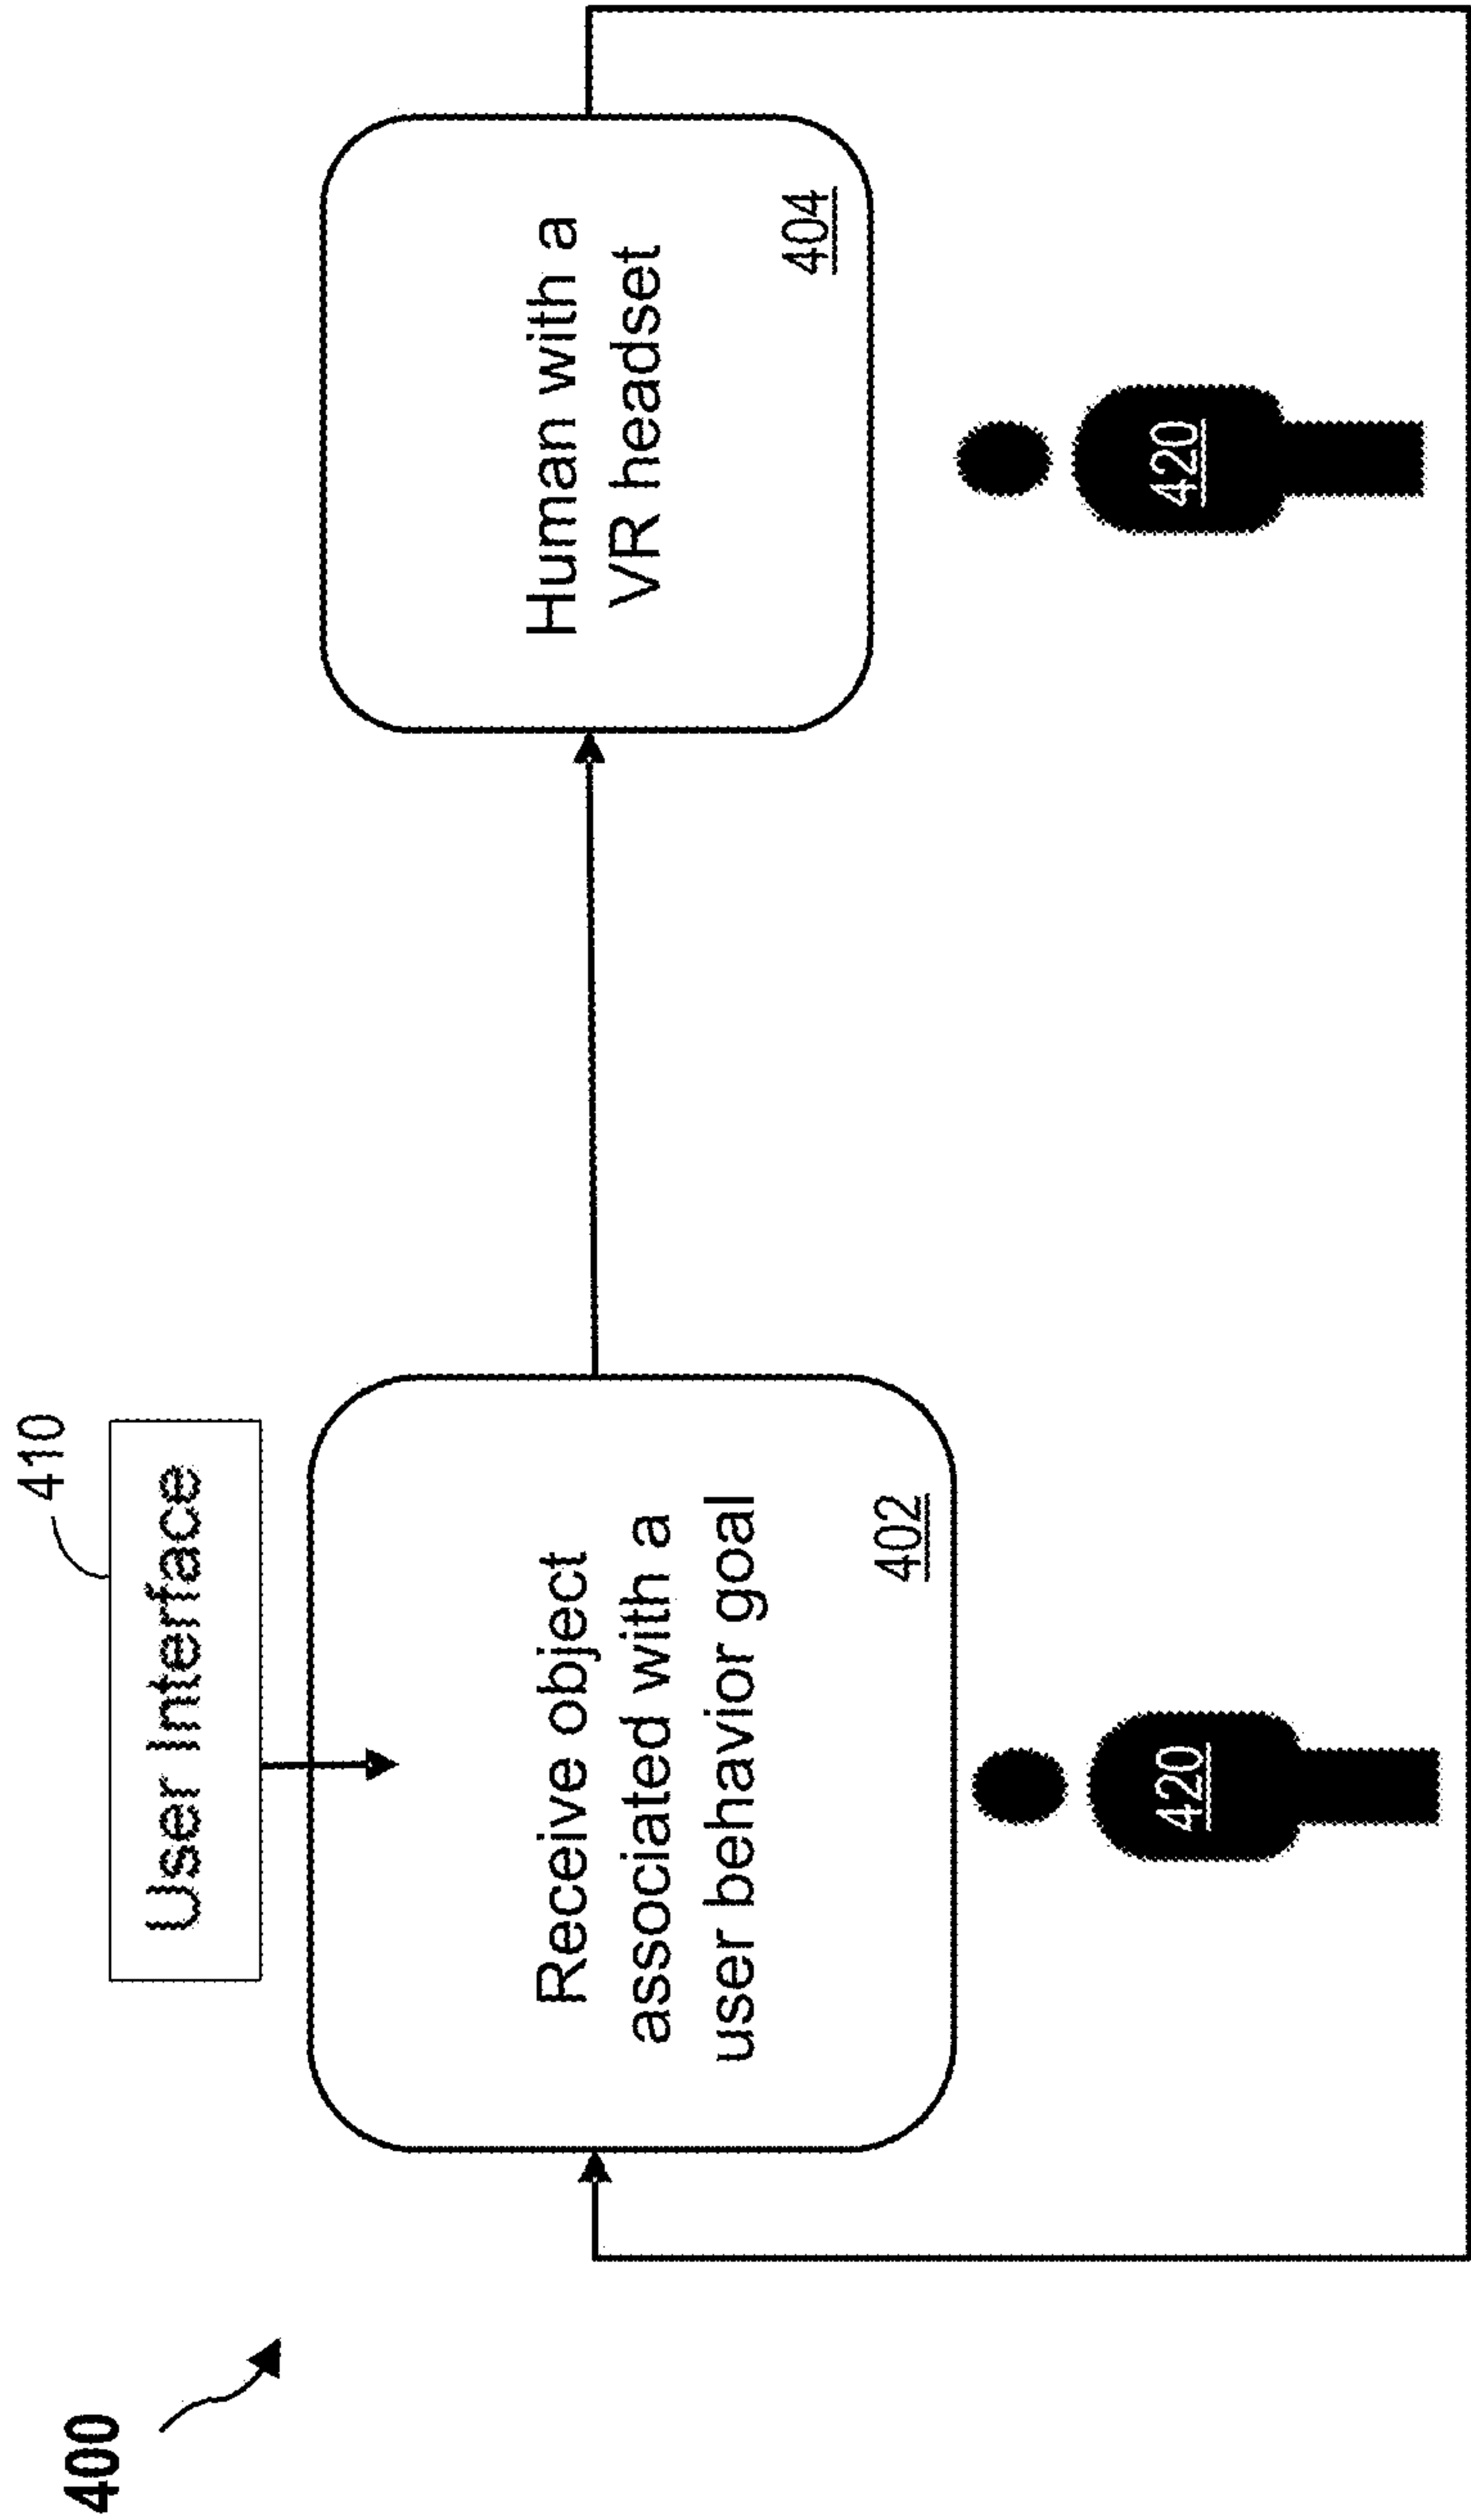 400
410
User Interface
Receive object
associated with a
user behavior goal
402
Human with a
VR headset
404
420
420